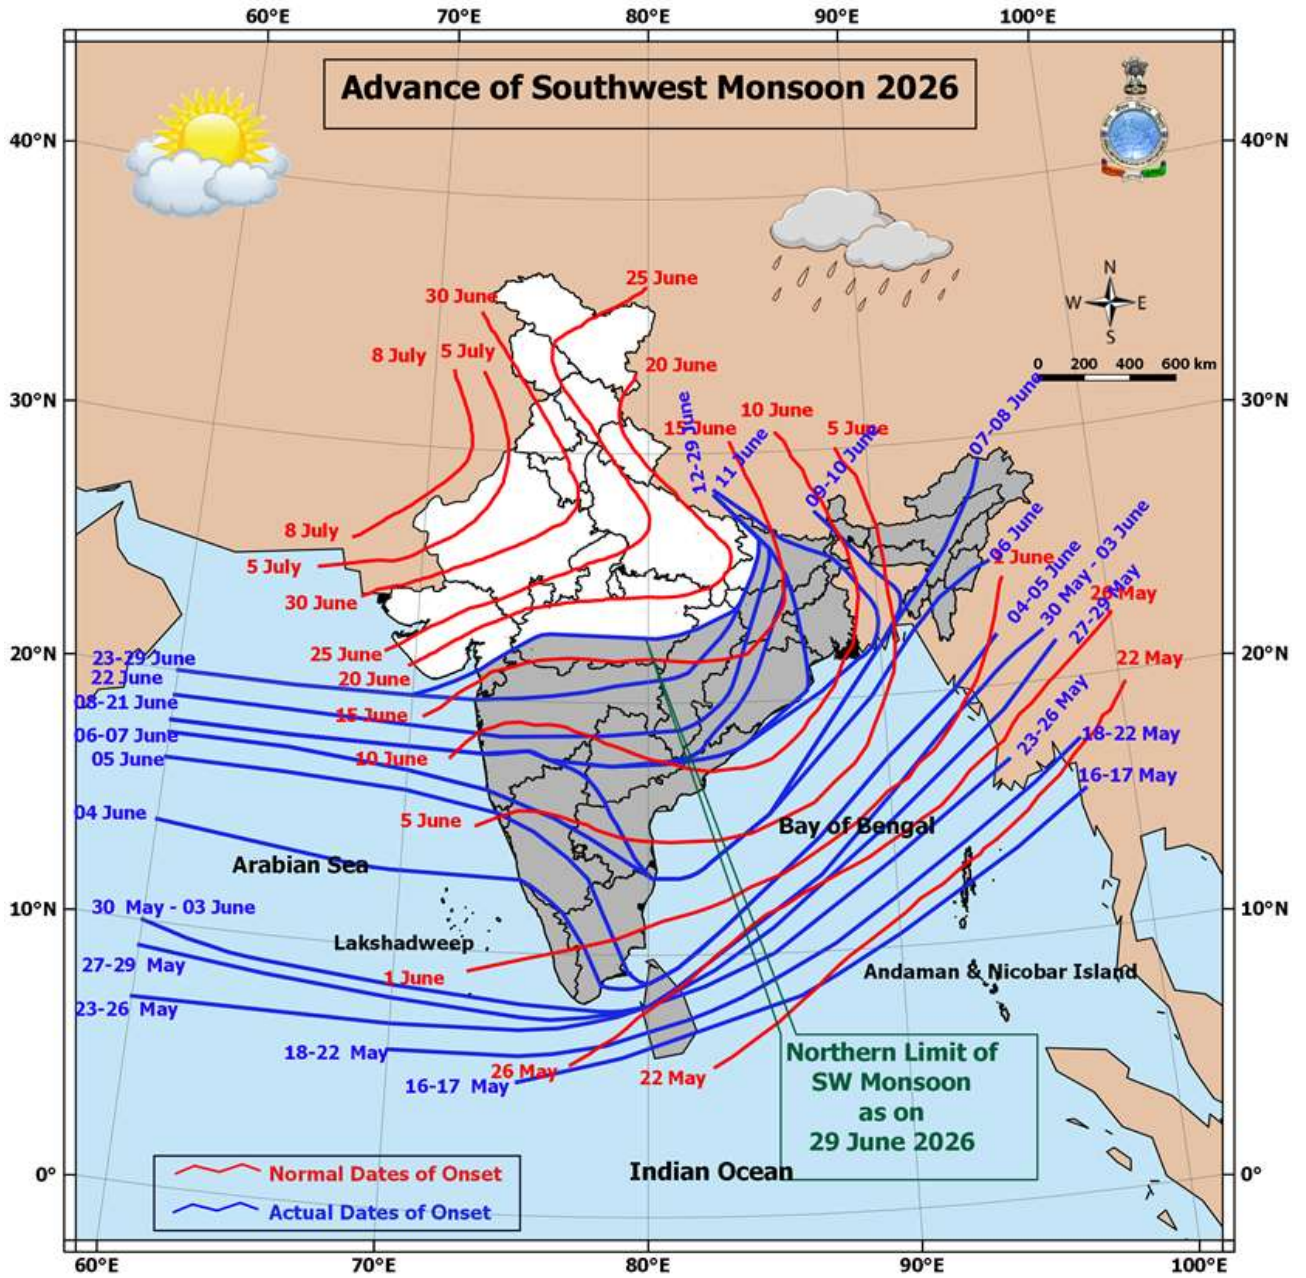 60°E 70°E 80°E 90°E 100°E
Advance of Southwest Monsoon 2026
40°N 40°N
N
W E
S
0 200 400 600 km
25 June
30 June
8 July 5 July
20 June
30°N 30°N
10 June
15 June 5 June
12-29 June
11 June
09-10 June
07-08 June
06 June
1 June
04-05 June
30 May - 03 June
27-29 May
26 May
8 July
5 July
30 June
25 June
20 June
15 June
10 June
5 June
20°N 20°N
23-29 June
22 June
08-21 June
06-07 June
05 June
04 June
22 May
23-26 May
18-22 May
16-17 May
Bay of Bengal
Arabian Sea
10°N 10°N
30 May - 03 June
Lakshadweep
27-29 May
1 June
Andaman & Nicobar Island
23-26 May
18-22 May
16-17 May
26 May
22 May
Northern Limit of
SW Monsoon
as on
29 June 2026
Indian Ocean
0° 0°
Normal Dates of Onset
Actual Dates of Onset
60°E 70°E 80°E 90°E 100°E